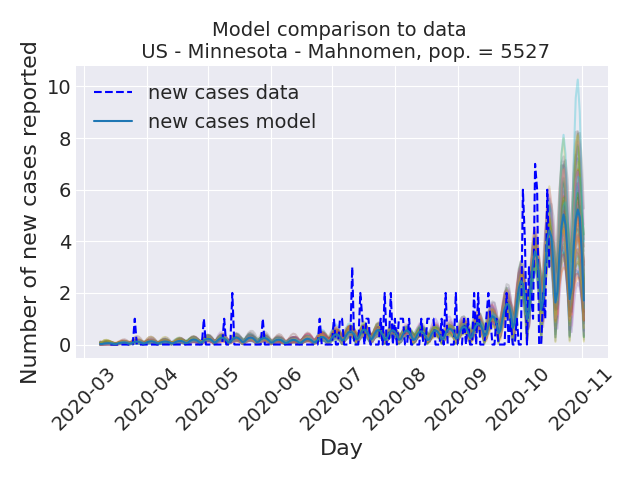 Model comparison to data
US - Minnesota - Mahnomen, pop. = 5527
Number of new cases reported
10
8
6
4
2
0
new cases data
new cases model
2020-03
2020-04
2020-05
2020-06
2020-07
2020-08
2020-09
2020-10
2020-11
Day